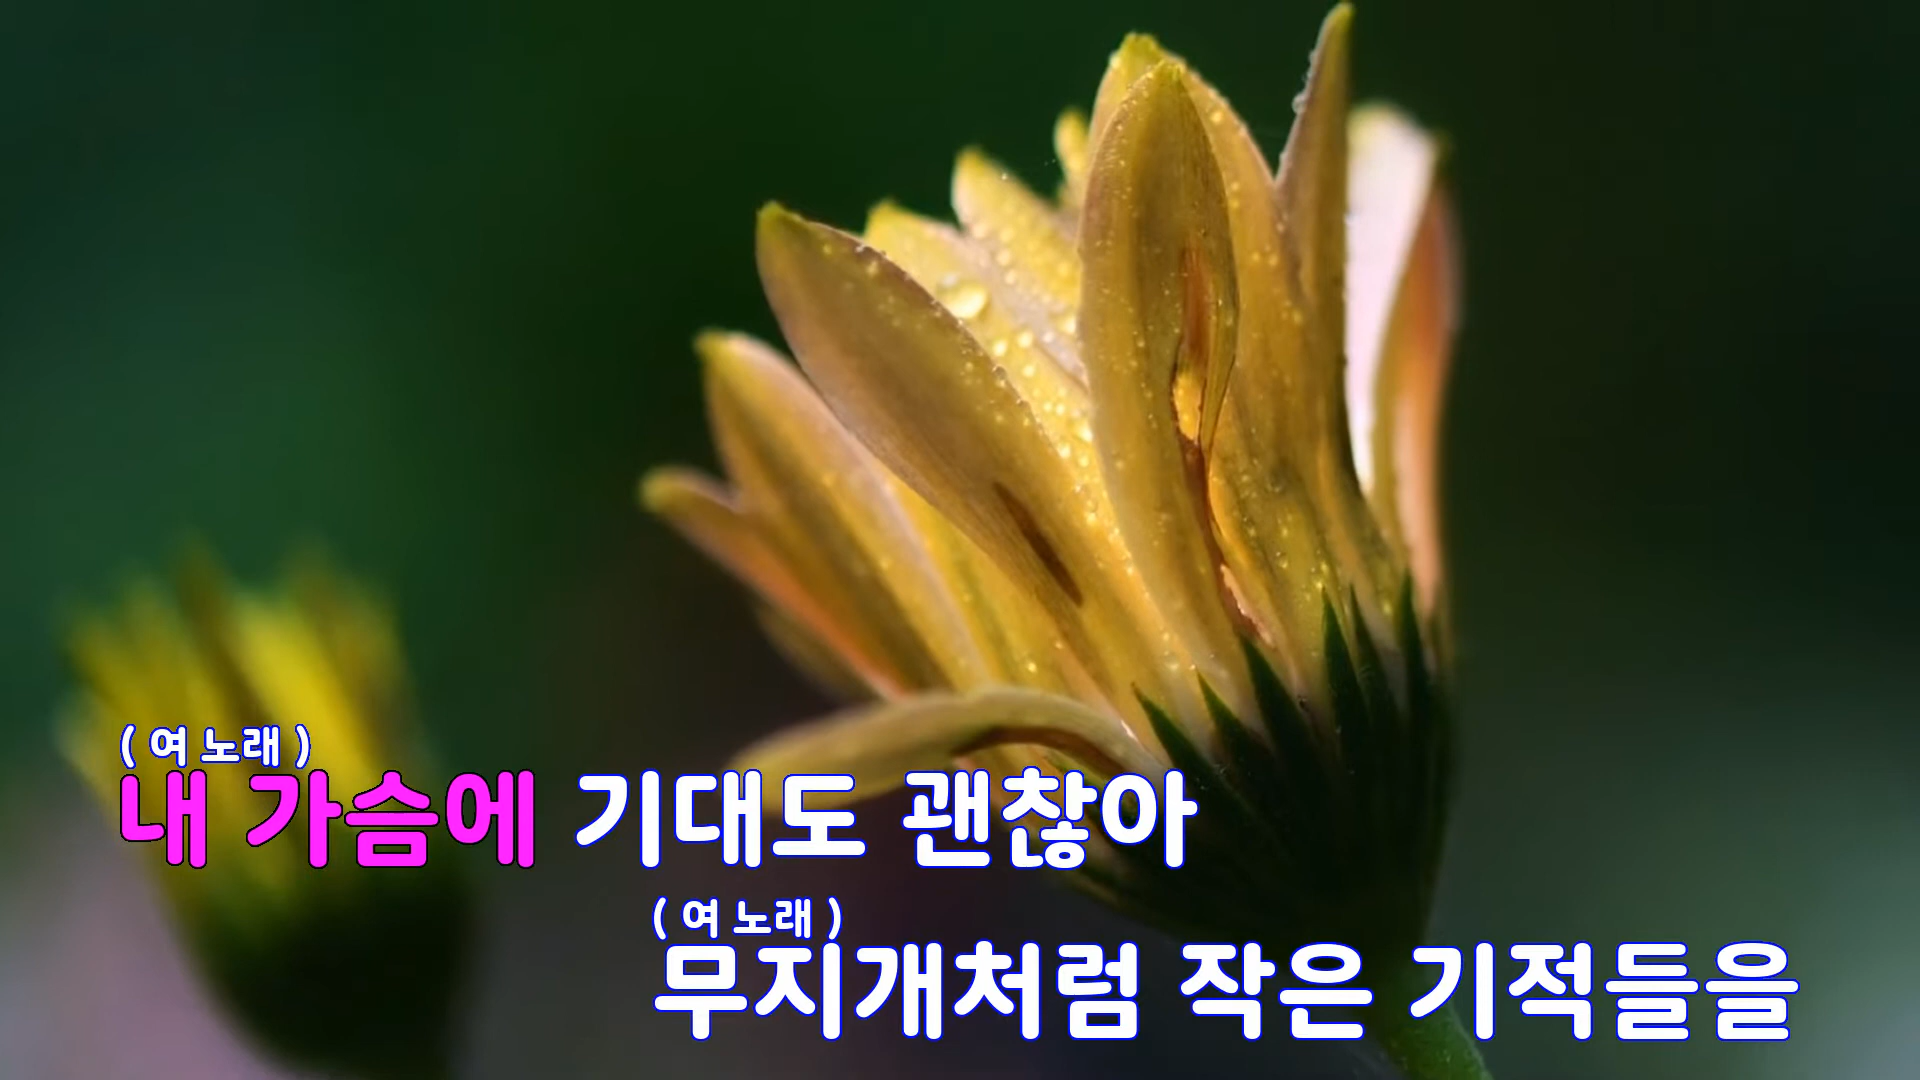 ( 여 노래 )
내 가슴에 기대도 괜찮아
( 여 노래 )
무지개처럼 작은 기적들을